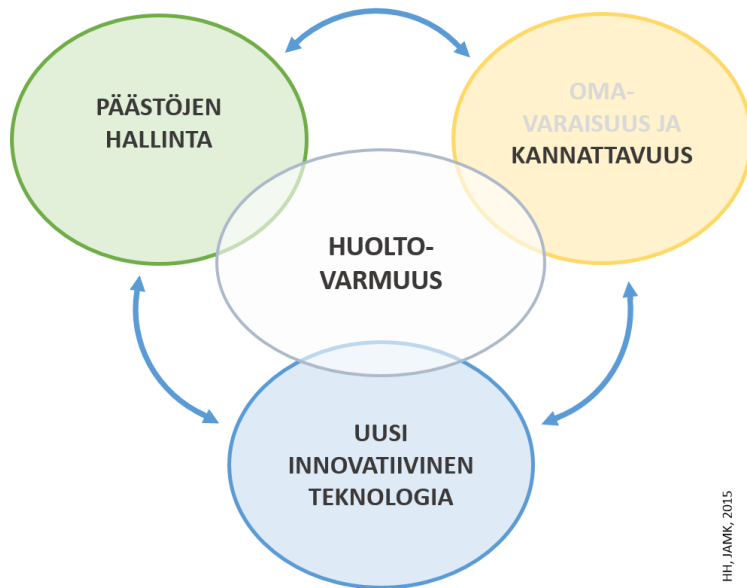 PÄÄSTÖJEN
HALLINTA
OMA-
VARAISUUS JA
KANNATTAVUUS
HUOLTO-
VARMUUS
UUSI
INNOVATIIVINEN
TEKNOLOGIA
HH, JAMK, 2015